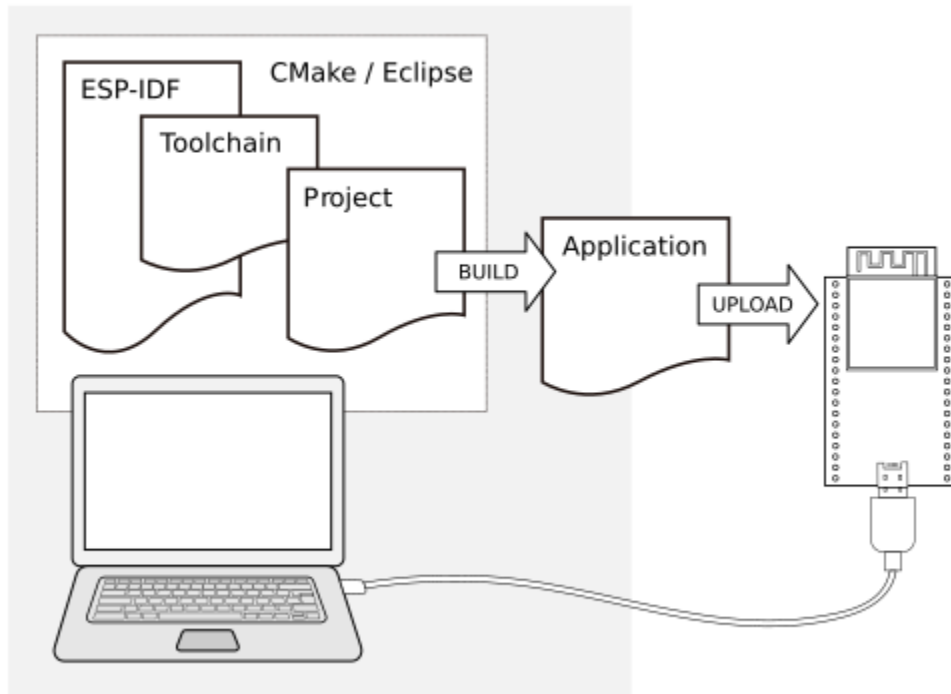 CMake / Eclipse
ESP-IDF
Toolchain
Project
BUILD
Application
UPLOAD